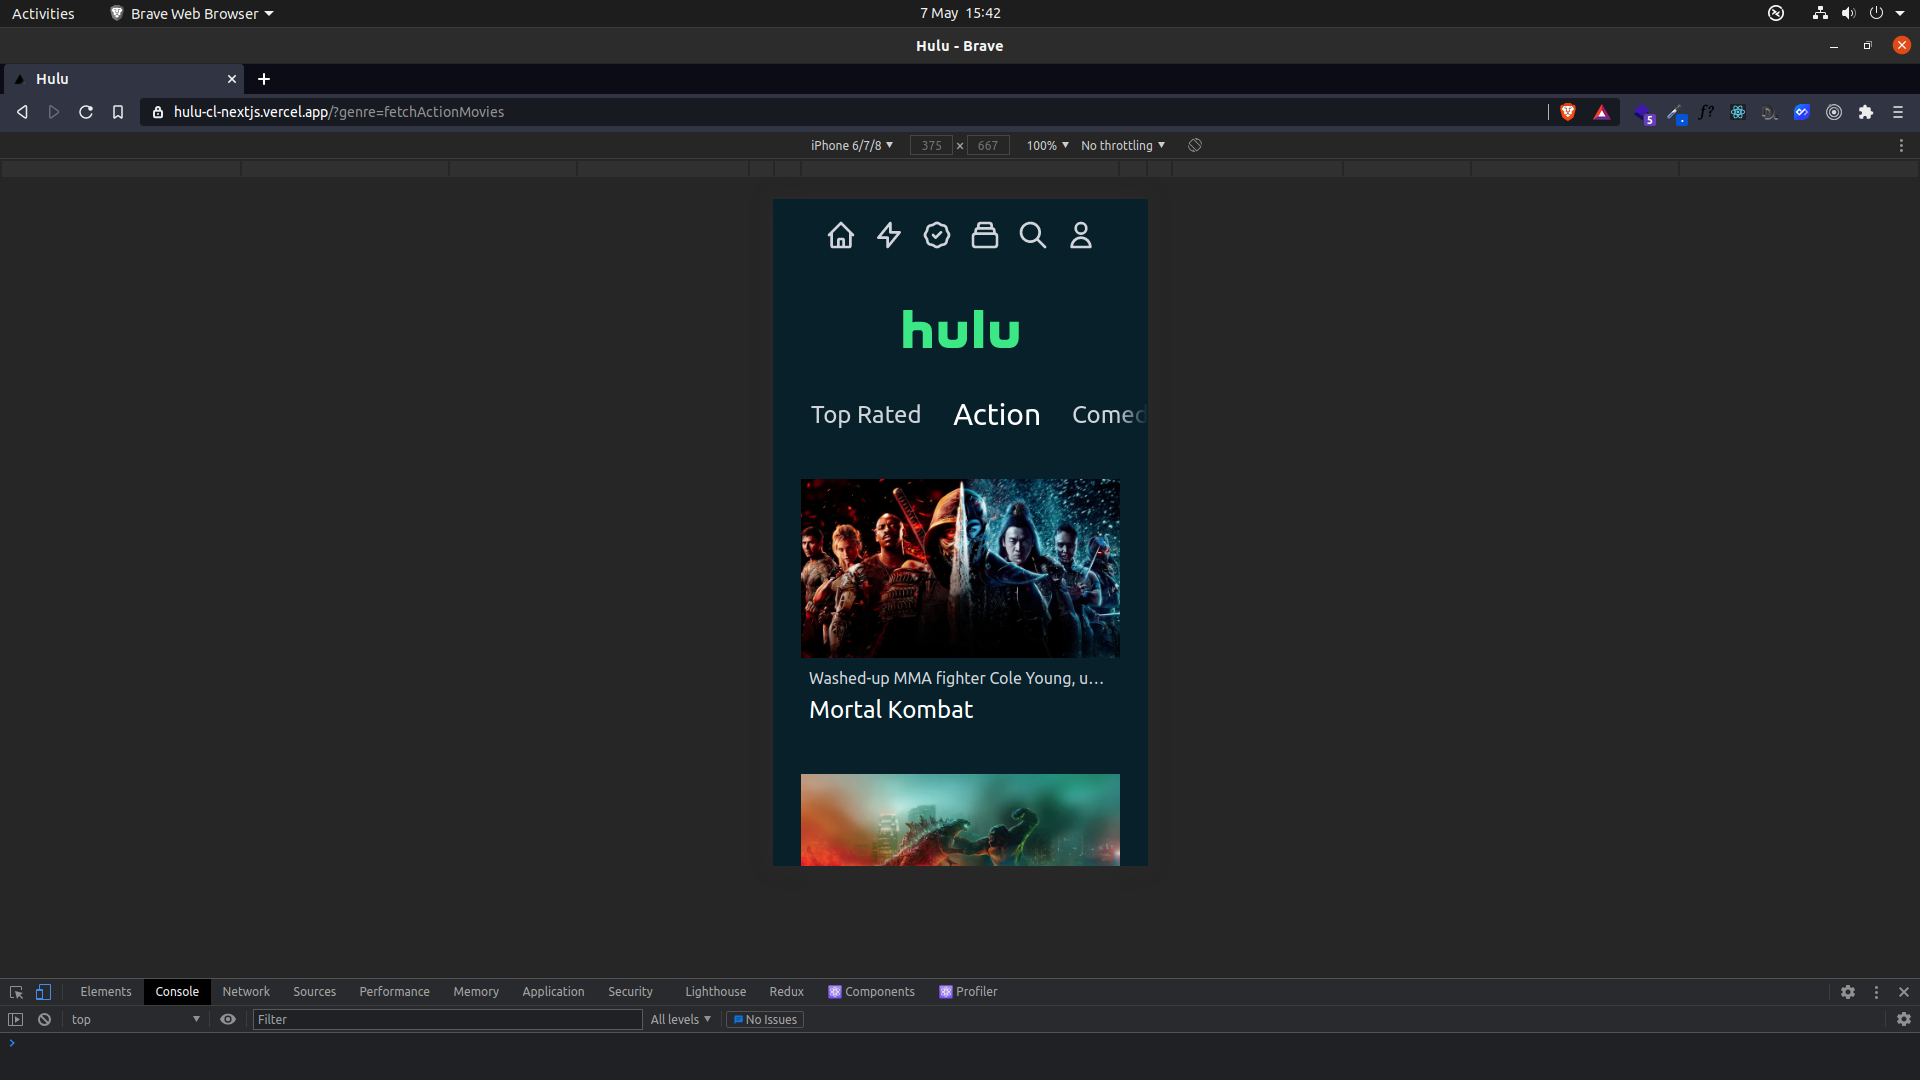 Activities
Brave Web Browser
7 May 15:42
Hulu - Brave
Hulu
hulu-cl-nextjs.vercel.app/?genre=fetchActionMovies
5
f?
iPhone 6/7/8
375 × 667
100%
No throttling
hulu
Top Rated
Action
Comed
Washed-up MMA fighter Cole Young, u…
Mortal Kombat
Elements
Console
Network
Sources
Performance
Memory
Application
Security
Lighthouse
Redux
Components
Profiler
top
Filter
All levels
No Issues